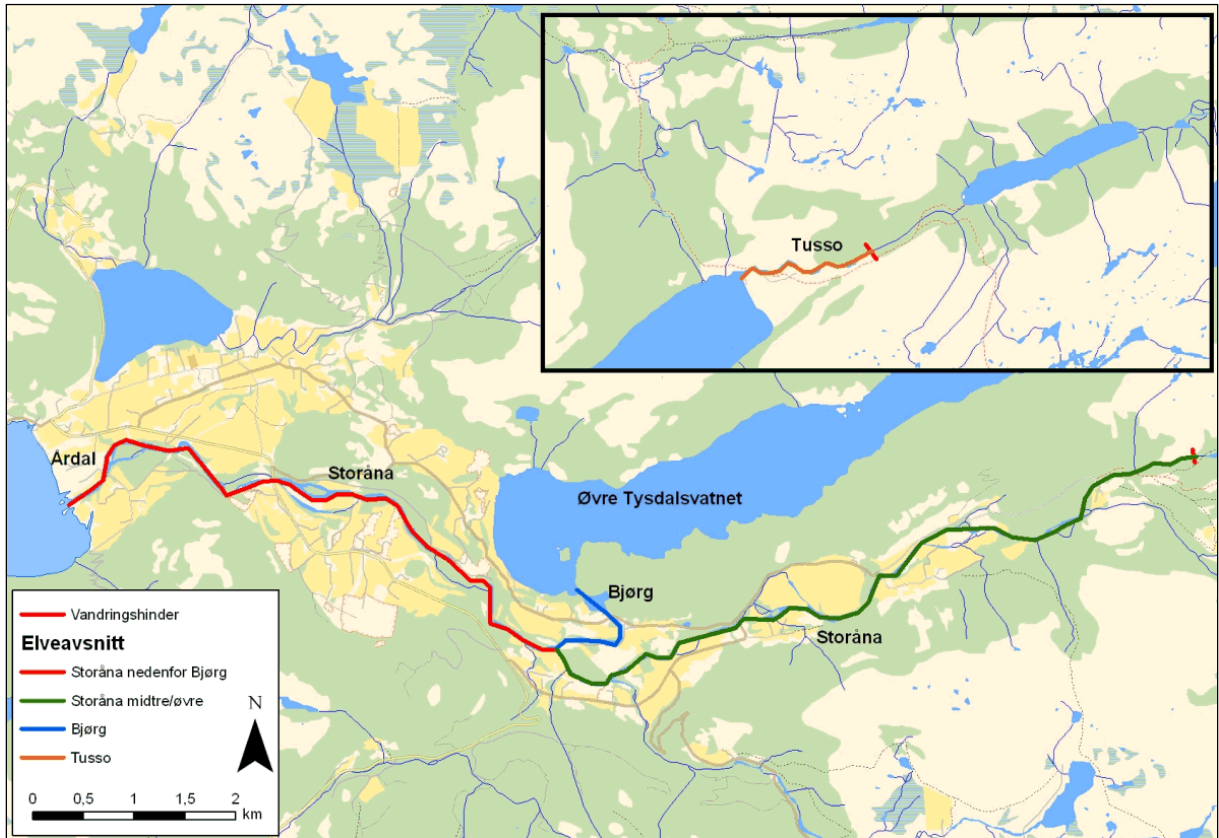 Tusso
Årdal
Storåna
Øvre Tysdalsvatnet
Bjørg
Storåna
Vandringshinder
Elveavsnitt
Storåna nedenfor Bjørg
Storåna midtre/øvre
Bjørg
Tusso
N
0 0,5 1 1,5 2
km